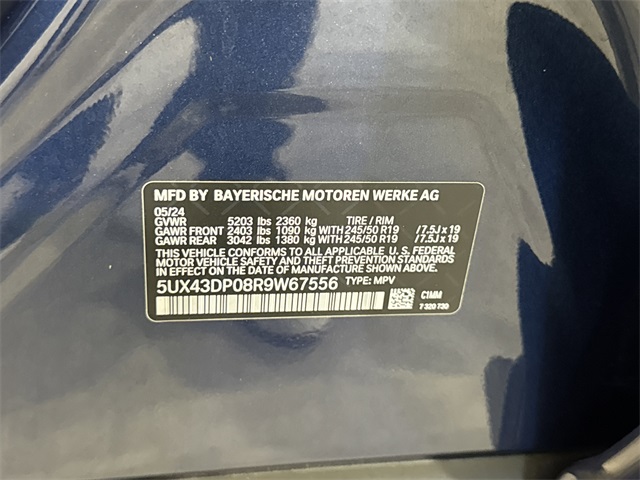 MFD BY BAYERISCHE MOTOREN WERKE AG
05/24
GVWR 5203 lbs 2360 kg TIRE / RIM
GAWR FRONT 2403 lbs 1090 kg WITH 245/50 R19 / 7.5J x 19
GAWR REAR 3042 lbs 1380 kg WITH 245/50 R19 / 7.5J x 19
THIS VEHICLE CONFORMS TO ALL APPLICABLE U. S. FEDERAL
MOTOR VEHICLE SAFETY, BUMPER, AND THEFT PREVENTION
STANDARDS IN EFFECT ON THE DATE OF MANUFACTURE SHOWN ABOVE.
5UX43DP08R9W67556 TYPE: MPV
C1MM
7 320 730